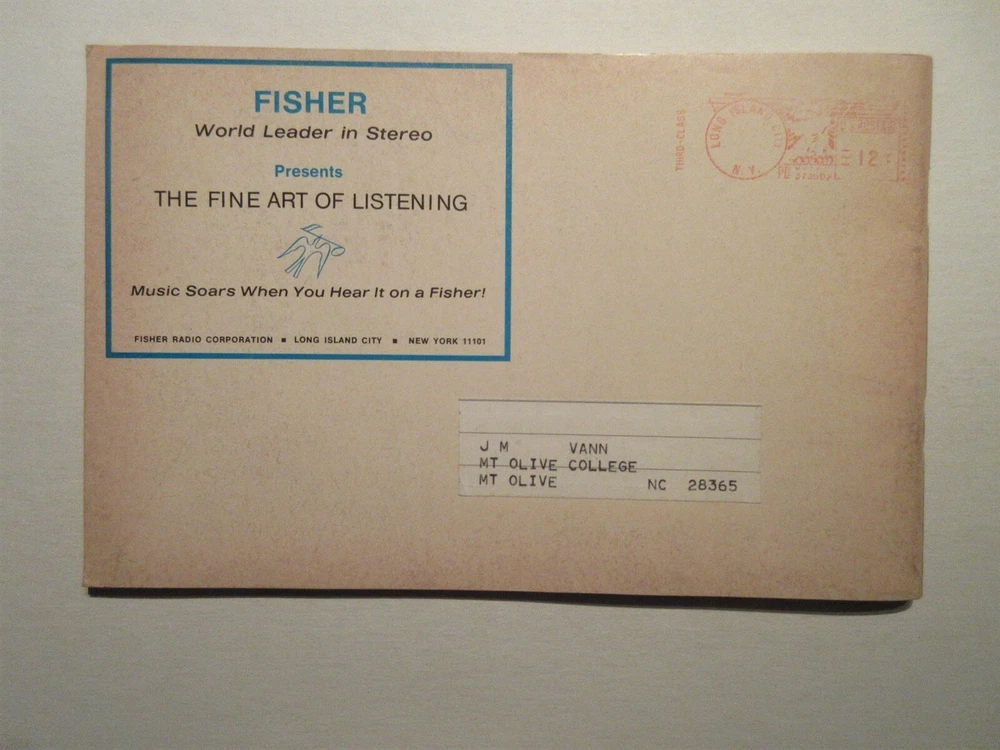 FISHER
World Leader in Stereo
Presents
THE FINE ART OF LISTENING
Music Soars When You Hear It on a Fisher!
FISHER RADIO CORPORATION ■ LONG ISLAND CITY ■ NEW YORK 11101
THIRD-CLASS
LONG ISLAND CITY
N.Y.
PB
12
J M VANN
MT OLIVE COLLEGE
MT OLIVE NC 28365